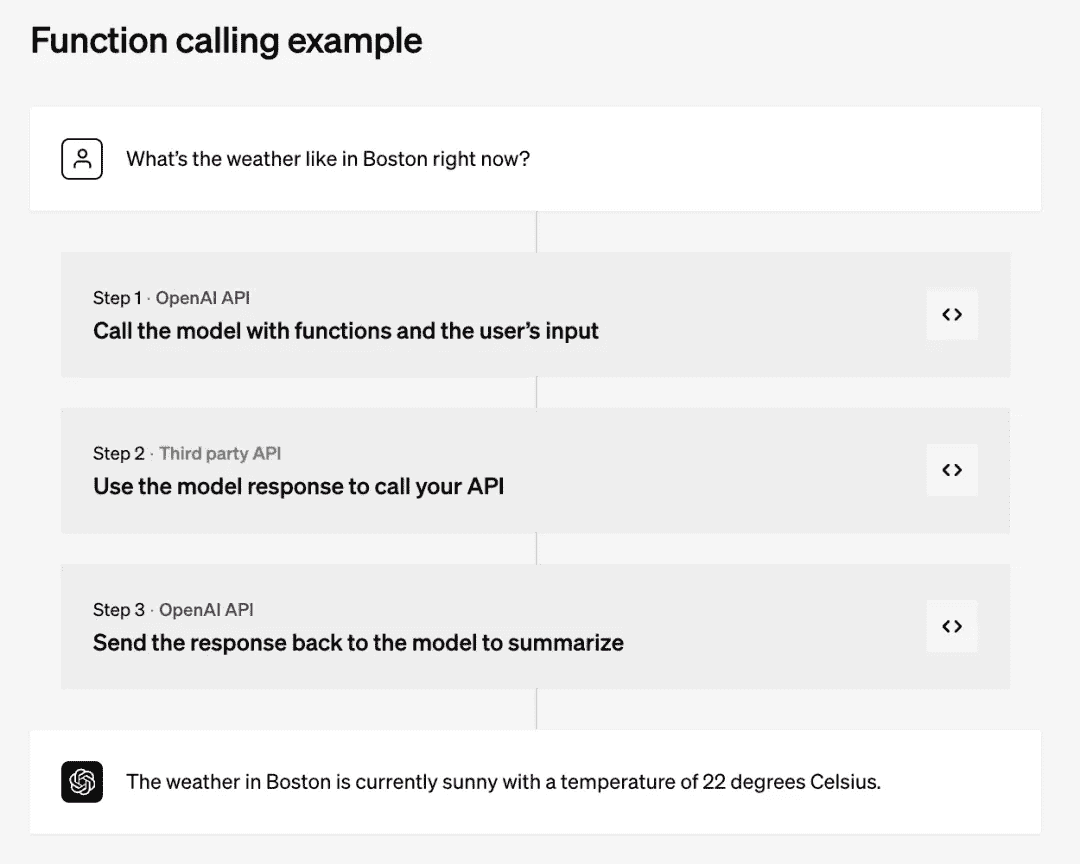 Function calling example
What’s the weather like in Boston right now?
Step 1 · OpenAI API
Call the model with functions and the user’s input
<>
Step 2 · Third party API
Use the model response to call your API
<>
Step 3 · OpenAI API
Send the response back to the model to summarize
<>
The weather in Boston is currently sunny with a temperature of 22 degrees Celsius.